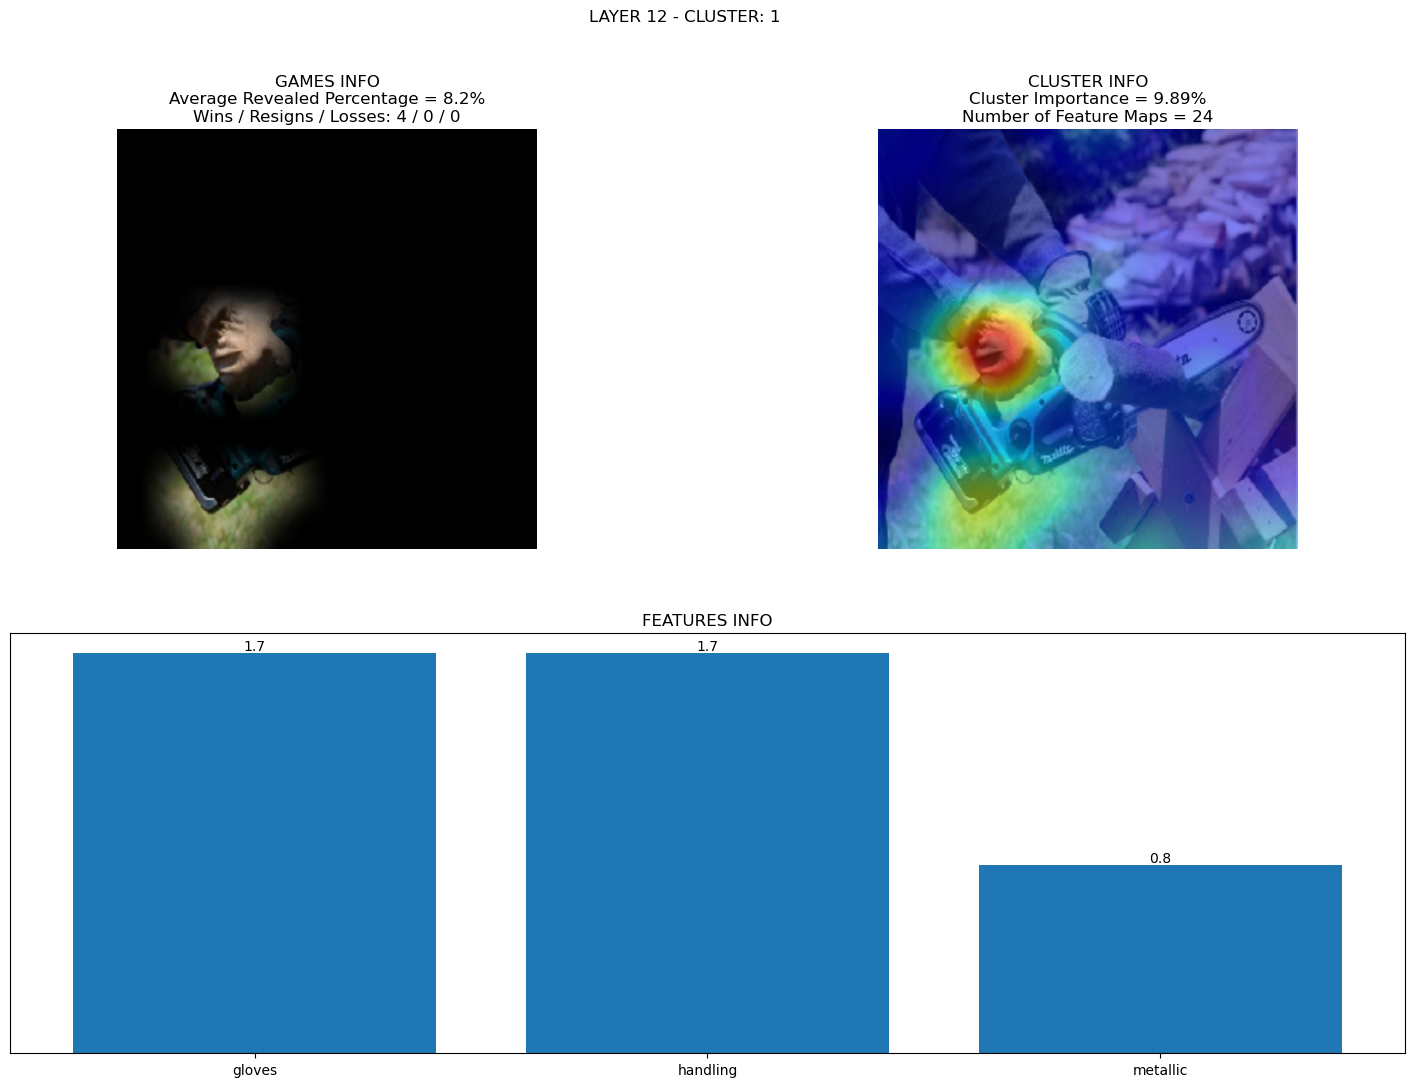 LAYER 12 - CLUSTER: 1
GAMES INFO
Average Revealed Percentage = 8.2%
Wins / Resigns / Losses: 4 / 0 / 0
CLUSTER INFO
Cluster Importance = 9.89%
Number of Feature Maps = 24
FEATURES INFO
1.7
1.7
0.8
gloves
handling
metallic